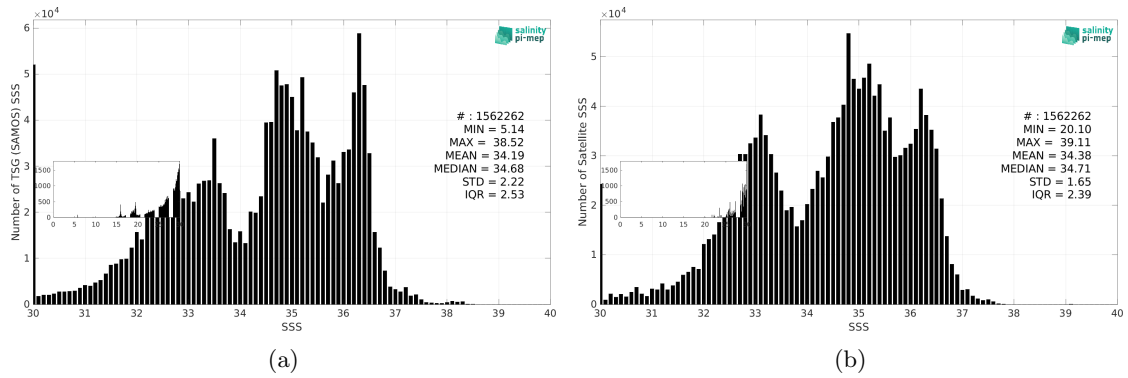 ×10⁴
6
5
4
3
2
1
0
Number of TSG (SAMOS) SSS
salinity
pi-mep
# : 1562262
MIN = 5.14
MAX = 38.52
MEAN = 34.19
MEDIAN = 34.68
STD = 2.22
IQR = 2.53
1500
1000
500
0
0 5 10 15 20 25 30
30 31 32 33 34 35 36 37 38 39 40
SSS
(a)
×10⁴
5
4
3
2
1
0
Number of Satellite SSS
salinity
pi-mep
# : 1562262
MIN = 20.10
MAX = 39.11
MEAN = 34.38
MEDIAN = 34.71
STD = 1.65
IQR = 2.39
1500
1000
500
0
0 5 10 15 20 25 30
30 31 32 33 34 35 36 37 38 39 40
SSS
(b)